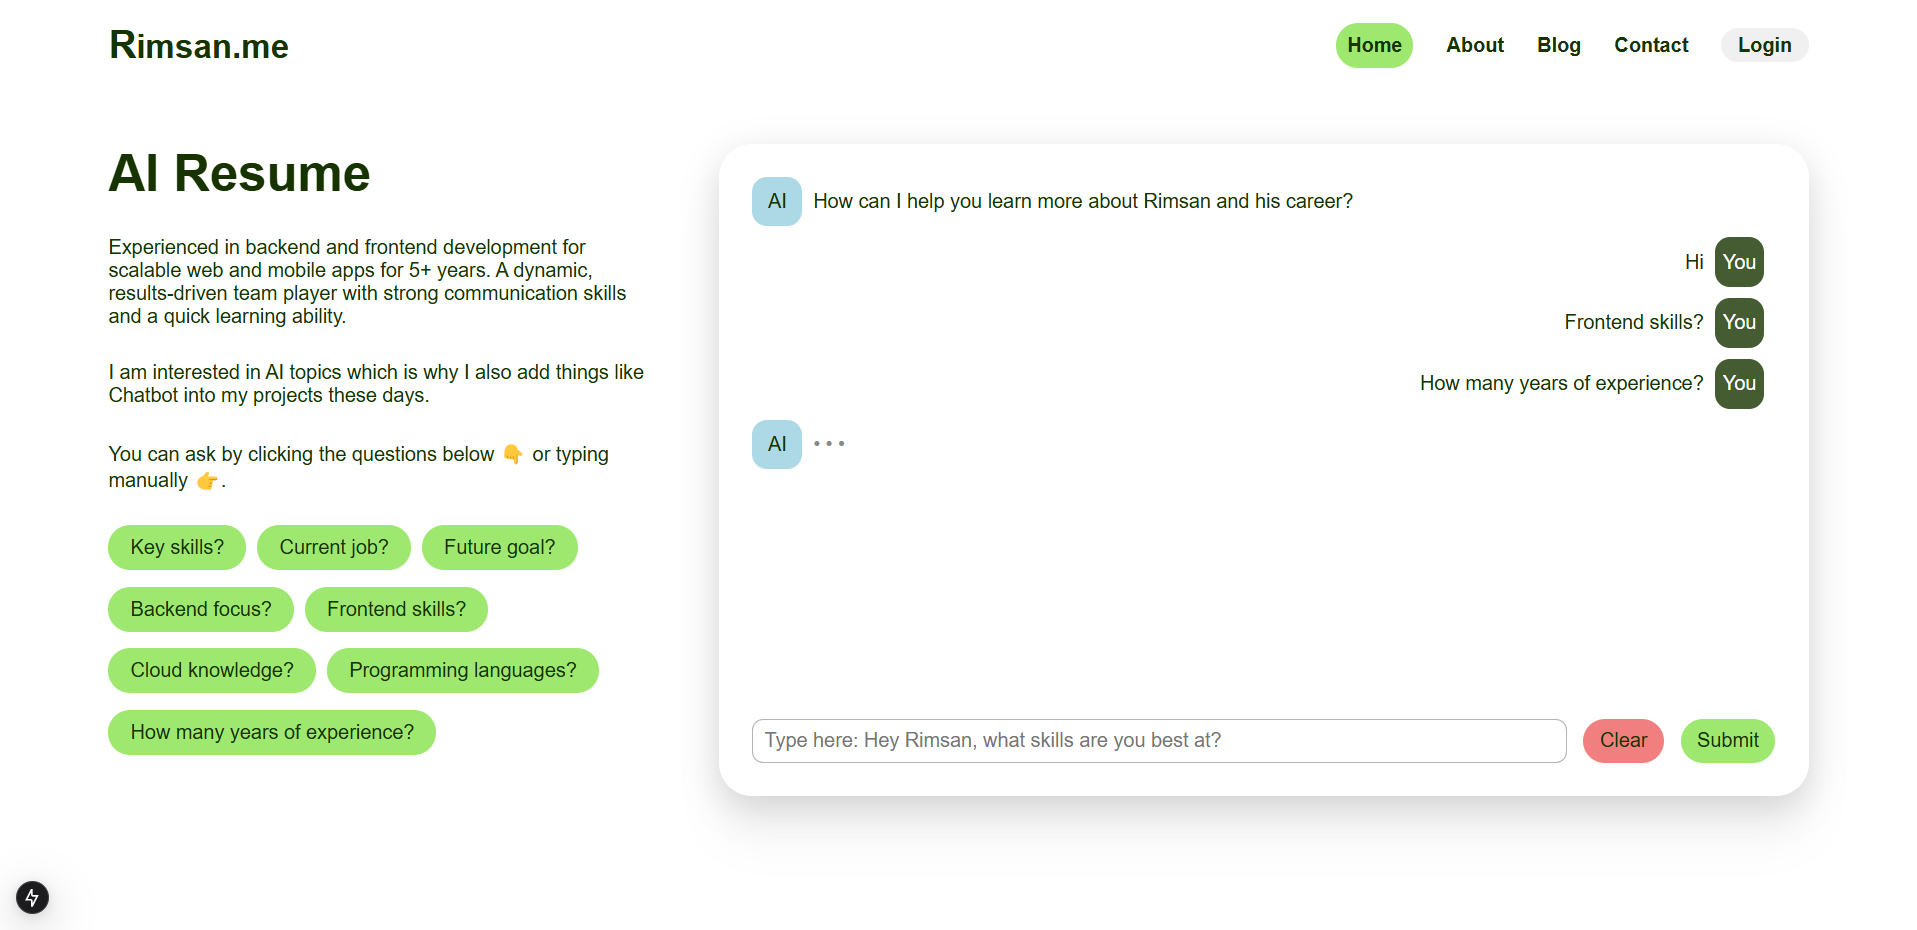 Rimsan.me
Home
About
Blog
Contact
Login
AI Resume
Experienced in backend and frontend development for
scalable web and mobile apps for 5+ years. A dynamic,
results-driven team player with strong communication skills
and a quick learning ability.
I am interested in AI topics which is why I also add things like
Chatbot into my projects these days.
You can ask by clicking the questions below 👇 or typing
manually 👉.
Key skills?
Current job?
Future goal?
Backend focus?
Frontend skills?
Cloud knowledge?
Programming languages?
How many years of experience?
AI How can I help you learn more about Rimsan and his career?
Hi You
Frontend skills? You
How many years of experience? You
AI • • •
Type here: Hey Rimsan, what skills are you best at?
Clear
Submit